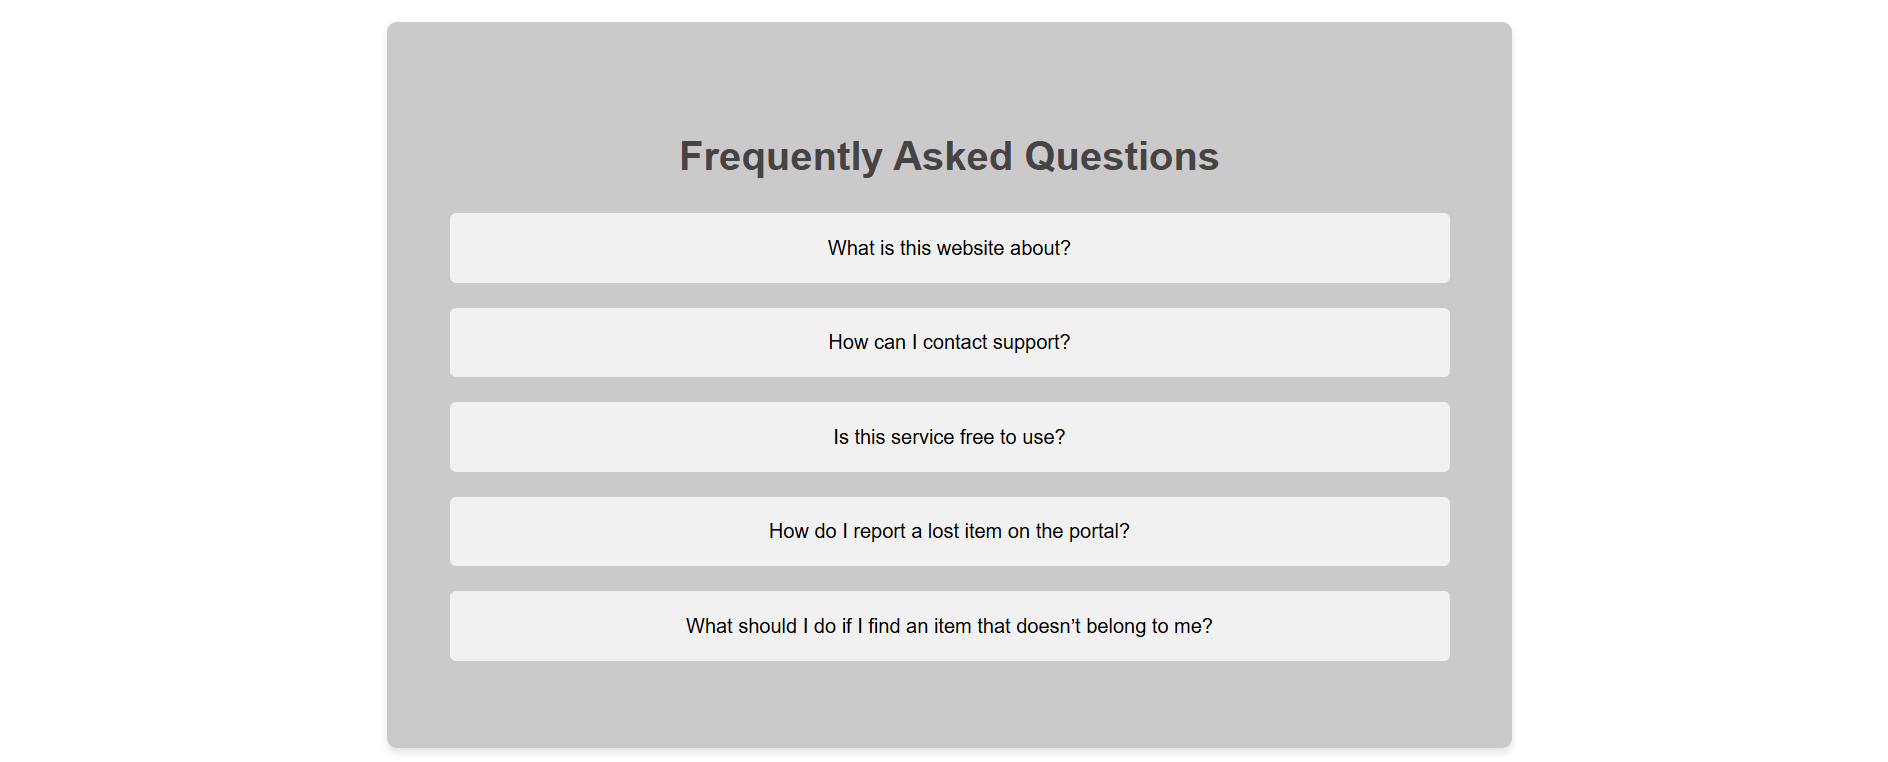 Frequently Asked Questions
What is this website about?
How can I contact support?
Is this service free to use?
How do I report a lost item on the portal?
What should I do if I find an item that doesn’t belong to me?